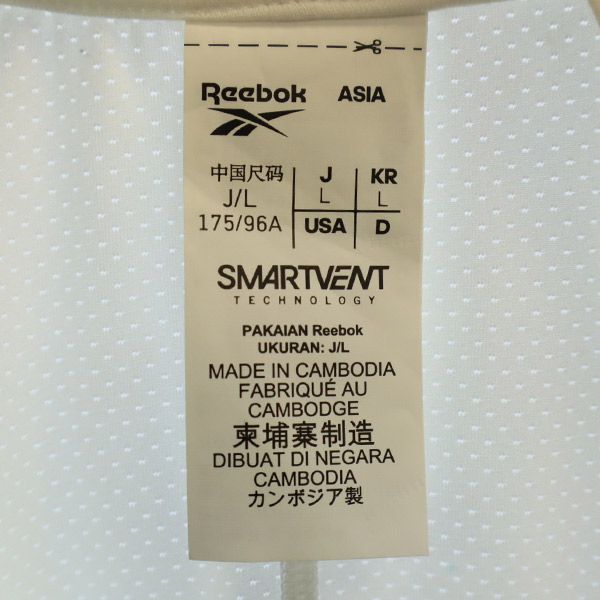 Reebok ASIA
中国尺码 J KR
J/L L L
175/96A USA D
SMARTVENT
TECHNOLOGY
PAKAIAN Reebok
UKURAN: J/L
MADE IN CAMBODIA
FABRIQUÉ AU
CAMBODGE
柬埔寨制造
DIBUAT DI NEGARA
CAMBODIA
カンボジア製